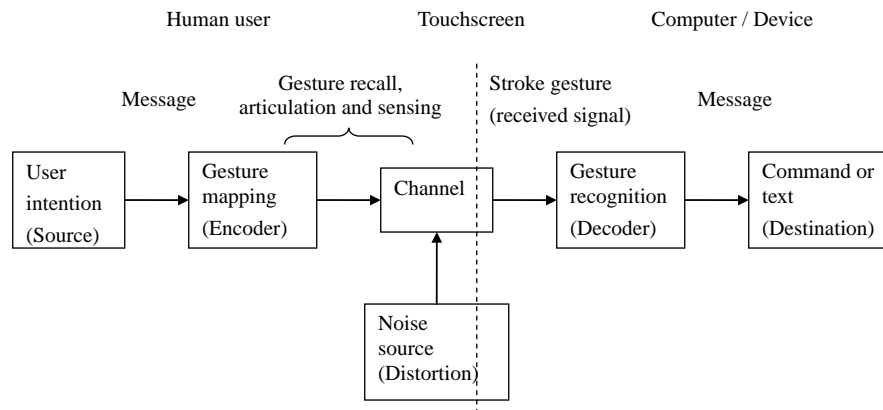 Human user
Touchscreen
Computer / Device
Message
Gesture recall,
articulation and sensing
Stroke gesture
(received signal)
Message
User
intention
(Source)
Gesture
mapping
(Encoder)
Channel
Gesture
recognition
(Decoder)
Command or
text
(Destination)
Noise
source
(Distortion)